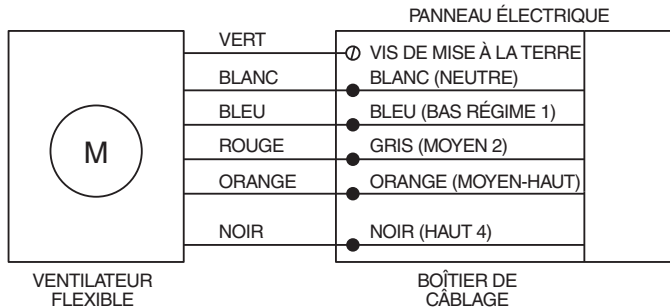 PANNEAU ÉLECTRIQUE
VERT
VIS DE MISE À LA TERRE
BLANC
BLANC (NEUTRE)
BLEU
BLEU (BAS RÉGIME 1)
ROUGE
GRIS (MOYEN 2)
M
ORANGE
ORANGE (MOYEN-HAUT)
NOIR
NOIR (HAUT 4)
VENTILATEUR
FLEXIBLE
BOÎTIER DE
CÂBLAGE